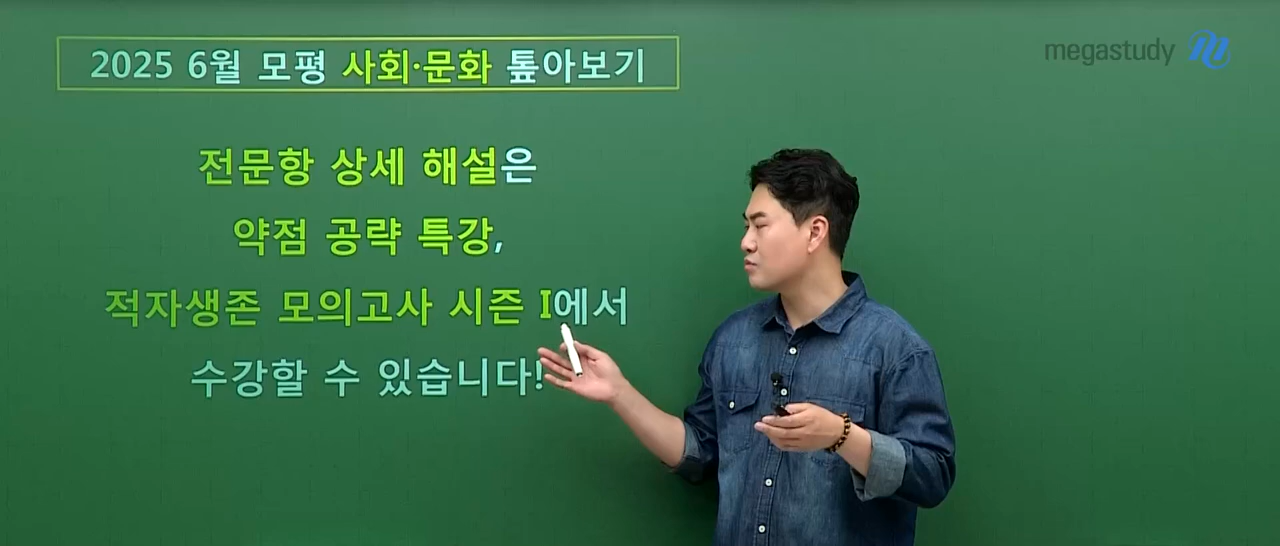 2025 6월 모평 사회·문화 톺아보기
megastudy
전문항 상세 해설은
약점 공략 특강,
적자생존 모의고사 시즌 I에서
수강할 수 있습니다!